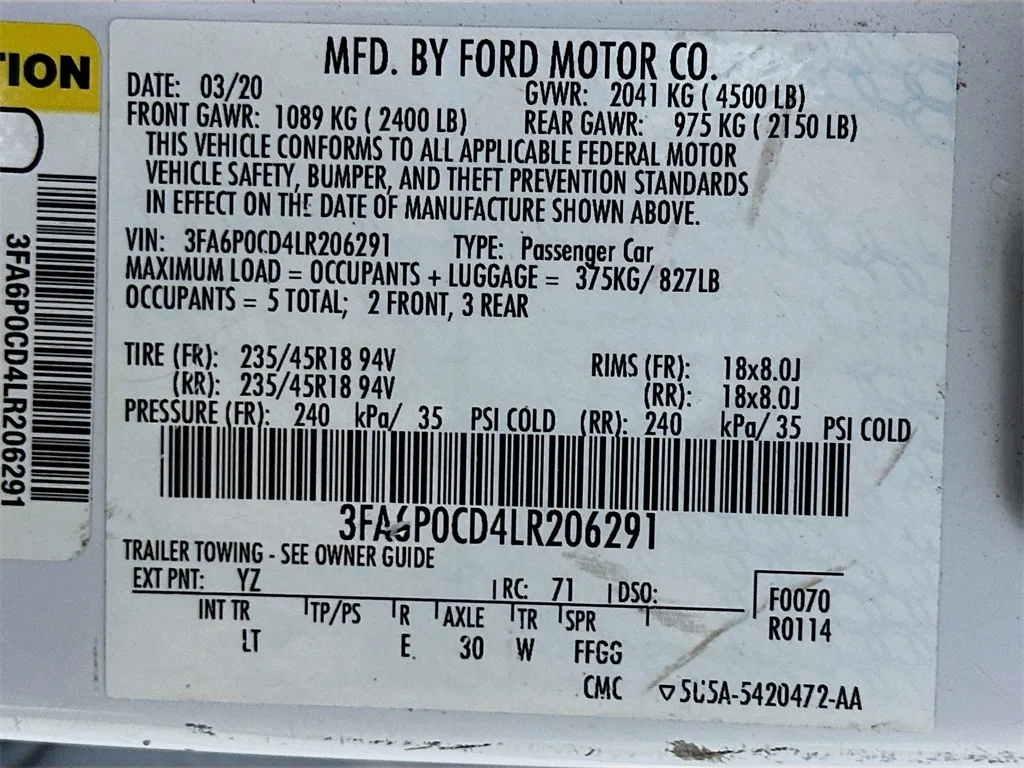 TION
3FA6P0CD4LR206291
MFD. BY FORD MOTOR CO.
DATE: 03/20 GVWR: 2041 KG ( 4500 LB)
FRONT GAWR: 1089 KG ( 2400 LB) REAR GAWR: 975 KG ( 2150 LB)
THIS VEHICLE CONFORMS TO ALL APPLICABLE FEDERAL MOTOR
VEHICLE SAFETY, BUMPER, AND THEFT PREVENTION STANDARDS
IN EFFECT ON THE DATE OF MANUFACTURE SHOWN ABOVE.
VIN: 3FA6P0CD4LR206291 TYPE: Passenger Car
MAXIMUM LOAD = OCCUPANTS + LUGGAGE = 375KG/ 827LB
OCCUPANTS = 5 TOTAL; 2 FRONT, 3 REAR
TIRE (FR): 235/45R18 94V RIMS (FR): 18x8.0J
(RR): 235/45R18 94V (RR): 18x8.0J
PRESSURE (FR): 240 kPa/ 35 PSI COLD (RR): 240 kPa/ 35 PSI COLD
3FA6P0CD4LR206291
TRAILER TOWING - SEE OWNER GUIDE
EXT PNT: YZ RC: 71 DSO: F0070
R0114
INT TR TP/PS R AXLE TR SPR
LT E 30 W FFGG
CMC ▽5U5A-5420472-AA